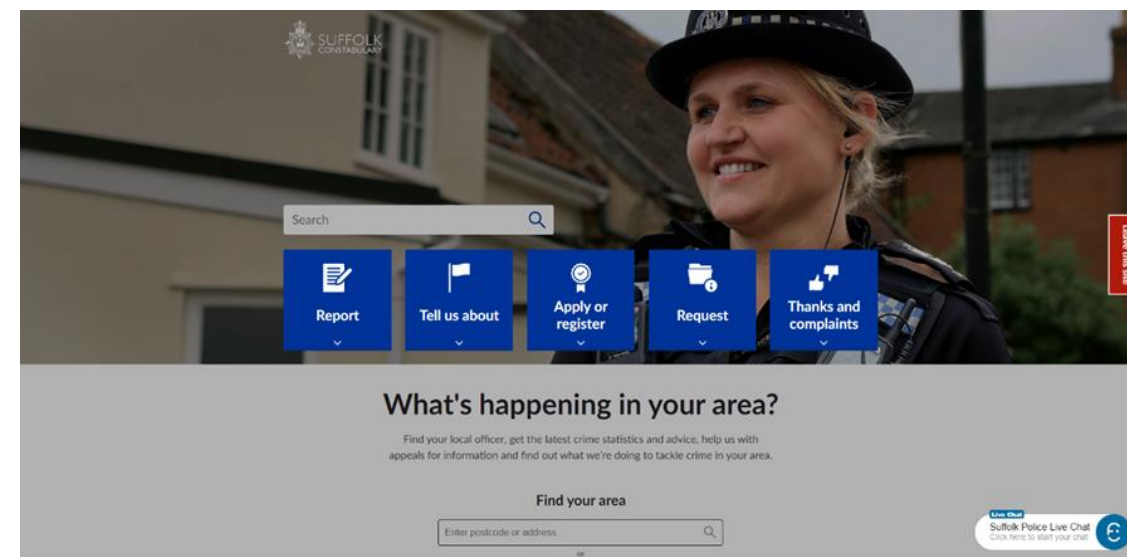 SUFFOLK
CONSTABULARY
Search
Report
Tell us about
Apply or
register
Request
Thanks and
complaints
Leave this site
What's happening in your area?
Find your local officer, get the latest crime statistics and advice, help us with
appeals for information and find out what we're doing to tackle crime in your area.
Find your area
Enter postcode or address
or
Live Chat
Suffolk Police Live Chat
Click here to start your chat